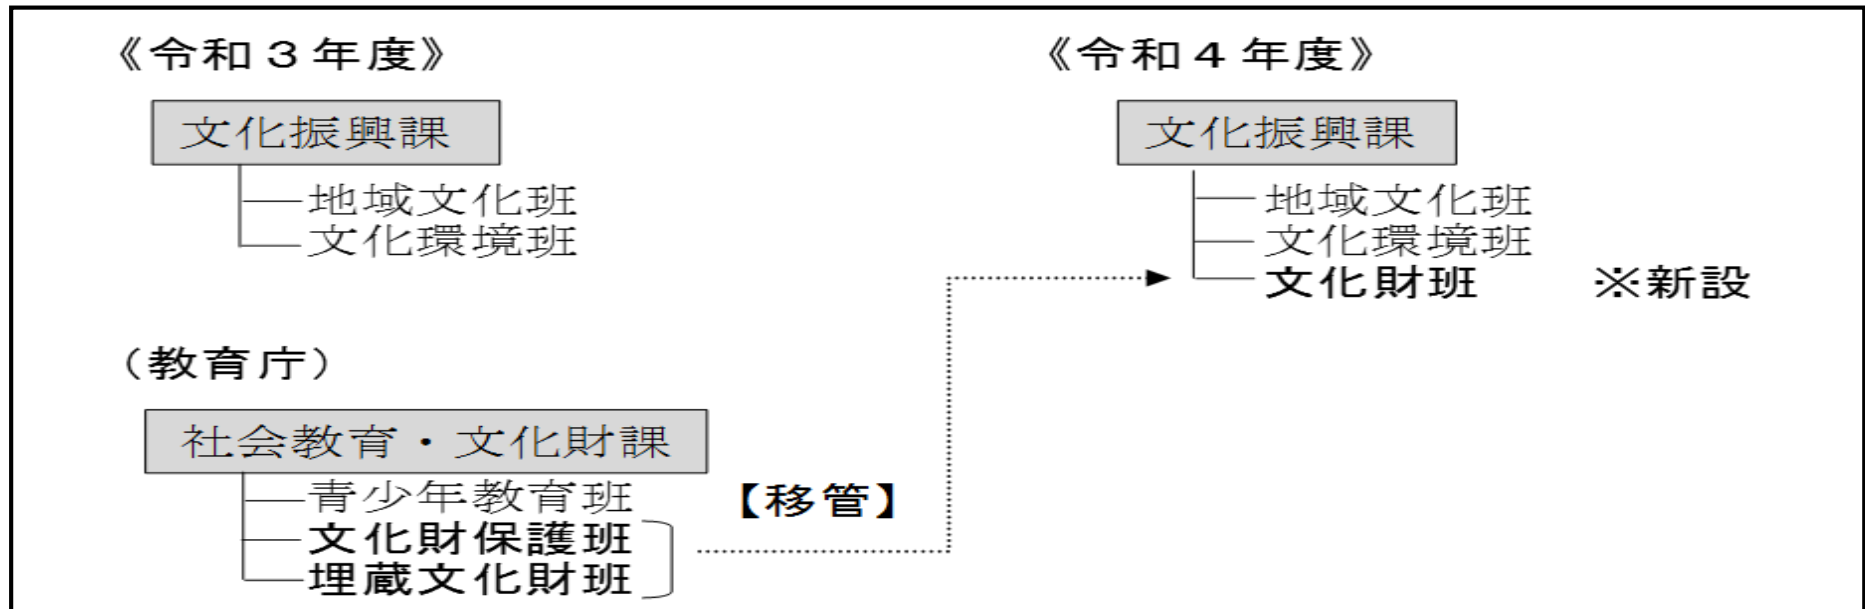 《令和３年度》
文化振興課
地域文化班
文化環境班
（教育庁）
社会教育・文化財課
青少年教育班
文化財保護班
埋蔵文化財班
【移管】
《令和４年度》
文化振興課
地域文化班
文化環境班
文化財班　※新設